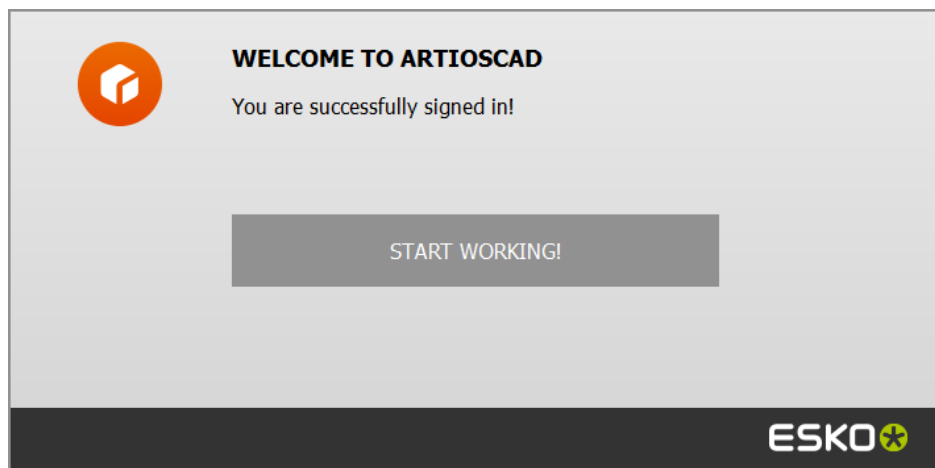 WELCOME TO ARTIOSCAD
You are successfully signed in!
START WORKING!
ESKO